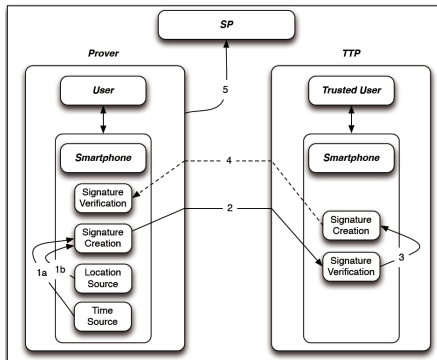 SP
Prover
TTP
User
5
Trusted User
Smartphone
Smartphone
4
Signature
Verification
2
Signature
Creation
Signature
Creation
3
1a
1b
Location
Source
Signature
Verification
Time
Source